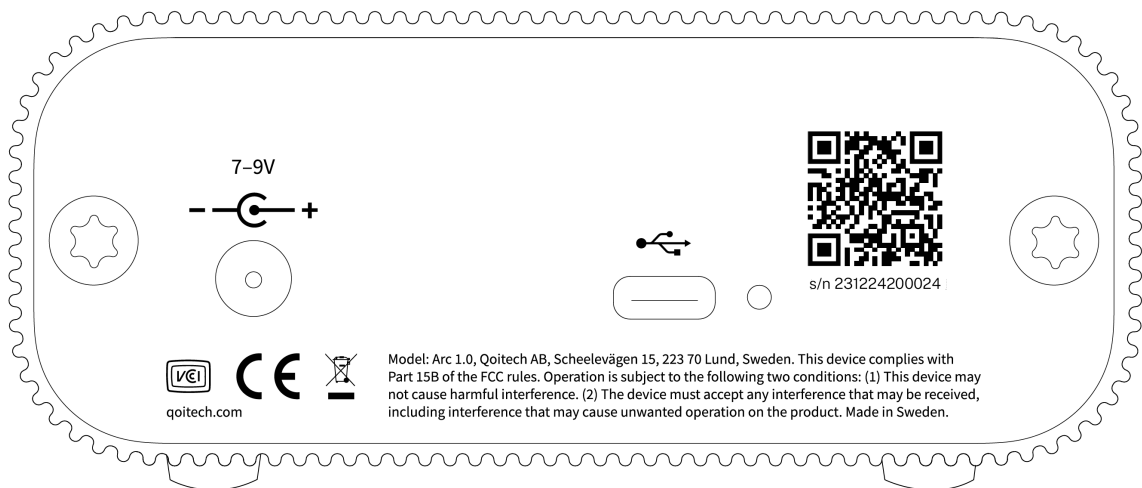 7–9V
s/n 231224200024
VCI
CE
qoitech.com
Model: Arc 1.0, Qoitech AB, Scheelevägen 15, 223 70 Lund, Sweden. This device complies with
Part 15B of the FCC rules. Operation is subject to the following two conditions: (1) This device may
not cause harmful interference. (2) The device must accept any interference that may be received,
including interference that may cause unwanted operation on the product. Made in Sweden.